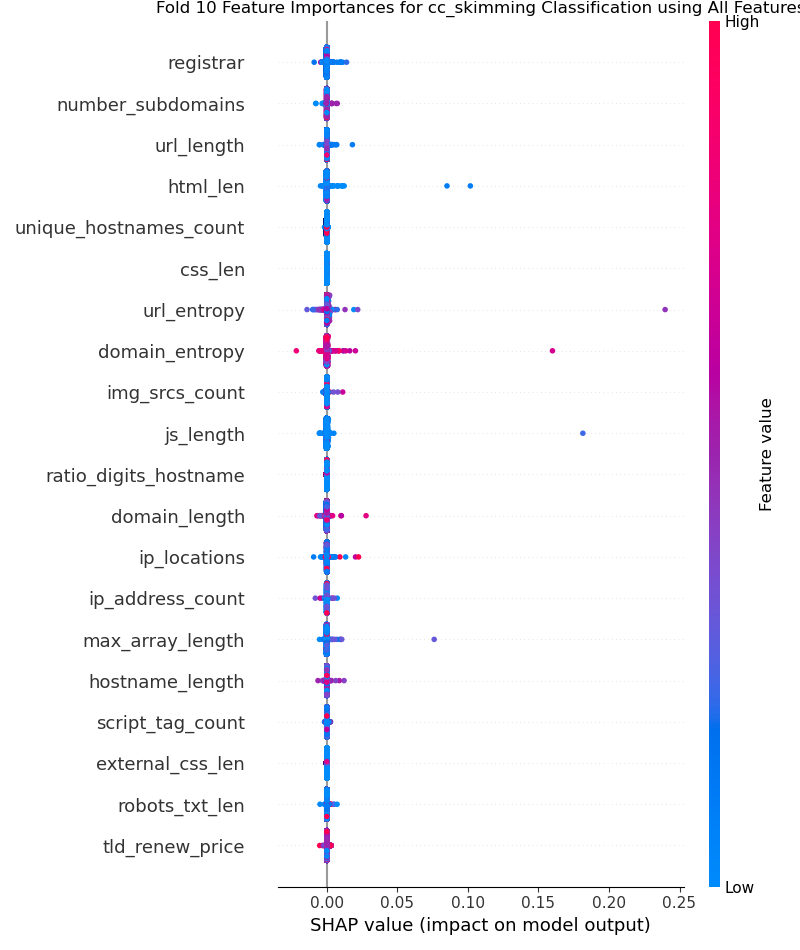 Fold 10 Feature Importances for cc_skimming Classification using All Features
High
registrar
number_subdomains
url_length
html_len
unique_hostnames_count
css_len
url_entropy
domain_entropy
img_srcs_count
js_length
ratio_digits_hostname
domain_length
ip_locations
ip_address_count
max_array_length
hostname_length
script_tag_count
external_css_len
robots_txt_len
tld_renew_price
Feature value
Low
0.00 0.05 0.10 0.15 0.20 0.25
SHAP value (impact on model output)